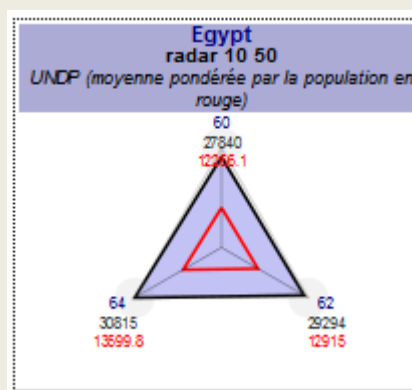 Egypt
radar 10 50
UNDP (moyenne pondérée par la population en
rouge)
60
27840
64
30815
13599.8
62
29294
12915